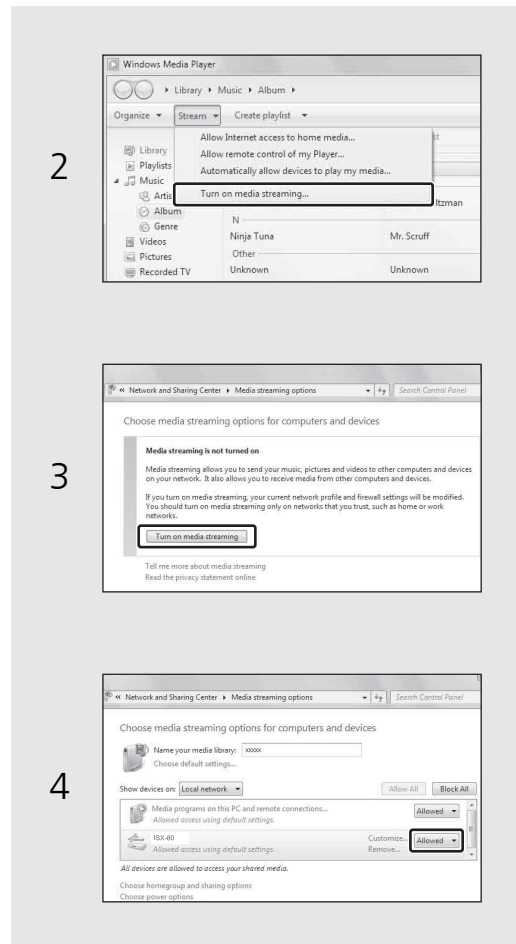 2
Windows Media Player
Library ▸ Music ▸ Album ▸
Organize ▾ Stream ▾ Create playlist ▾
Allow Internet access to home media...
Library
Allow remote control of my Player...
Playlists
Automatically allow devices to play my media...
Music
Turn on media streaming...
Artis
ltzman
Album
N
Genre
Ninja Tuna Mr. Scruff
Videos
Other
Pictures
Recorded TV Unknown Unknown
3
« Network and Sharing Center ▸ Media streaming options Search Control Panel
Choose media streaming options for computers and devices
Media streaming is not turned on
Media streaming allows you to send your music, pictures and videos to other computers and devices
on your network. It also allows you to receive media from other computers and devices.
If you turn on media streaming, your current network profile and firewall settings will be modified.
You should turn on media streaming only on networks that you trust, such as home or work
networks.
Turn on media streaming
Tell me more about media streaming
Read the privacy statement online
4
« Network and Sharing Center ▸ Media streaming options Search Control Panel
Choose media streaming options for computers and devices
Name your media library: xxxxx
Choose default settings...
Show devices on: Local network ▾ Allow All Block All
Media programs on this PC and remote connections... Allowed ▾
Allowed access using default settings.
ISX-80 Customize... Allowed ▾
Allowed access using default settings. Remove...
All devices are allowed to access your shared media.
Choose homegroup and sharing options
Choose power options